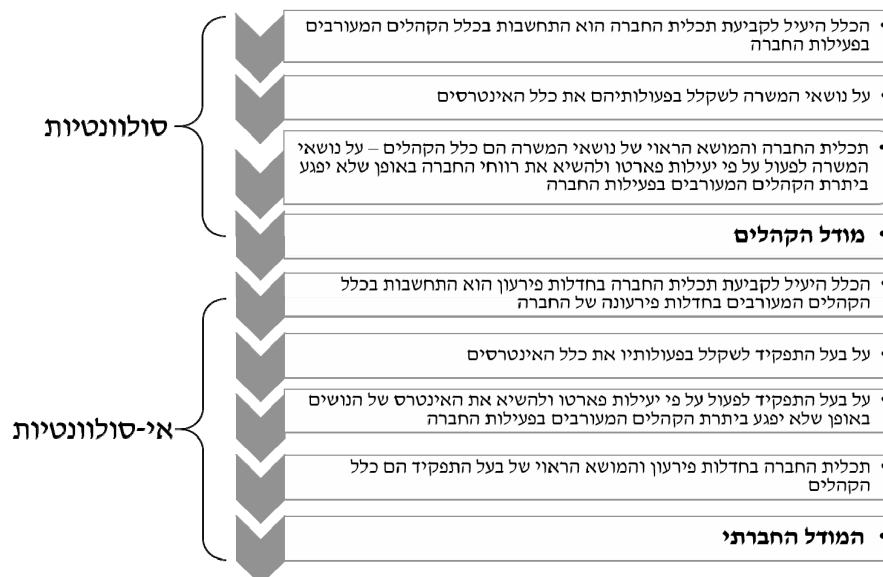 • הכלל היעיל לקביעת תכלית החברה הוא התחשבות בכלל הקהלים המעורבים
בפעילות החברה
• על נושאי המשרה לשקלל בפעולותיהם את כלל האינטרסים
סולוונטיות
• תכלית החברה והמושא הראוי של נושאי המשרה הם כלל הקהלים – על נושאי
המשרה לפעול על פי יעילות פארטו ולהשיא את רווחי החברה באופן שלא יפגע
ביתרת הקהלים המעורבים בפעילות החברה
• מודל הקהלים
• הכלל היעיל לקביעת תכלית החברה בחדלות פירעון הוא התחשבות בכלל
הקהלים המעורבים בחדלות פירעונה של החברה
• על בעל התפקיד לשקלל בפעולותיו את כלל האינטרסים
• על בעל התפקיד לפעול על פי יעילות פארטו ולהשיא את האינטרס של הנושים
באופן שלא יפגע ביתרת הקהלים המעורבים בפעילות החברה
אי-סולוונטיות
• תכלית החברה בחדלות פירעון והמושא הראוי של בעל התפקיד הם כלל
הקהלים
• המודל החברתי